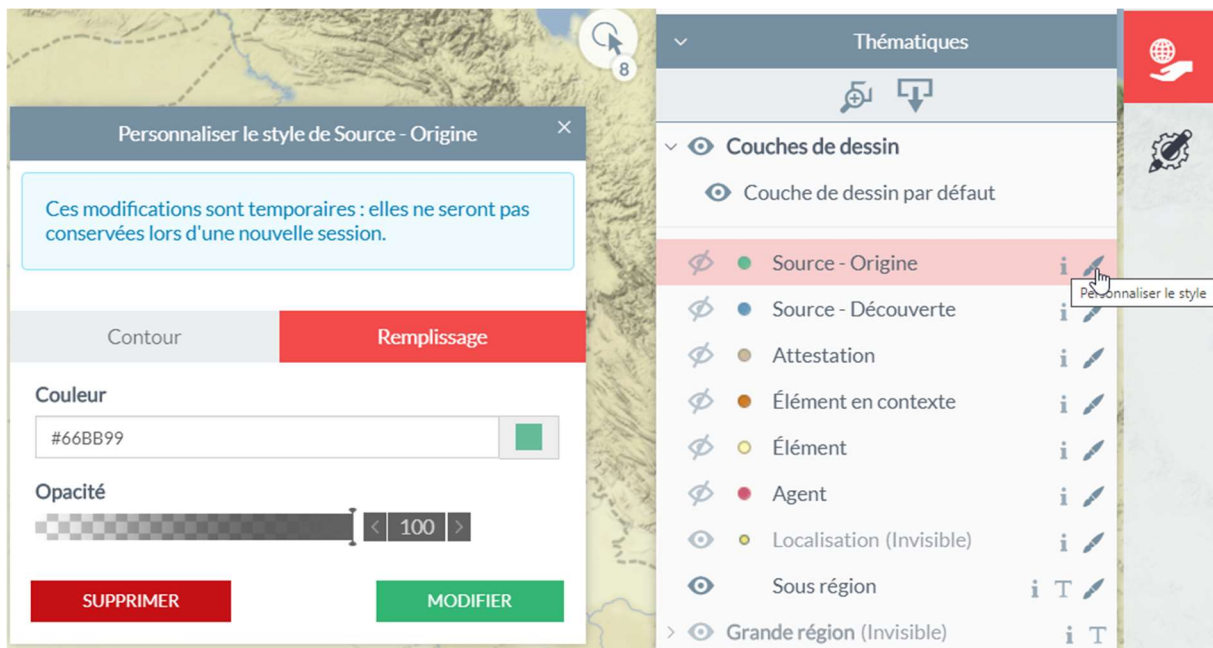 8
Personnaliser le style de Source - Origine ×
Ces modifications sont temporaires : elles ne seront pas
conservées lors d'une nouvelle session.
Contour
Remplissage
Couleur
#66BB99
Opacité
< 100 >
SUPPRIMER
MODIFIER
Thématiques
Couches de dessin
Couche de dessin par défaut
Source - Origine i
Personnaliser le style
Source - Découverte i
Attestation i
Élément en contexte i
Élément i
Agent i
Localisation (Invisible) i
Sous région i T
Grande région (Invisible) i T